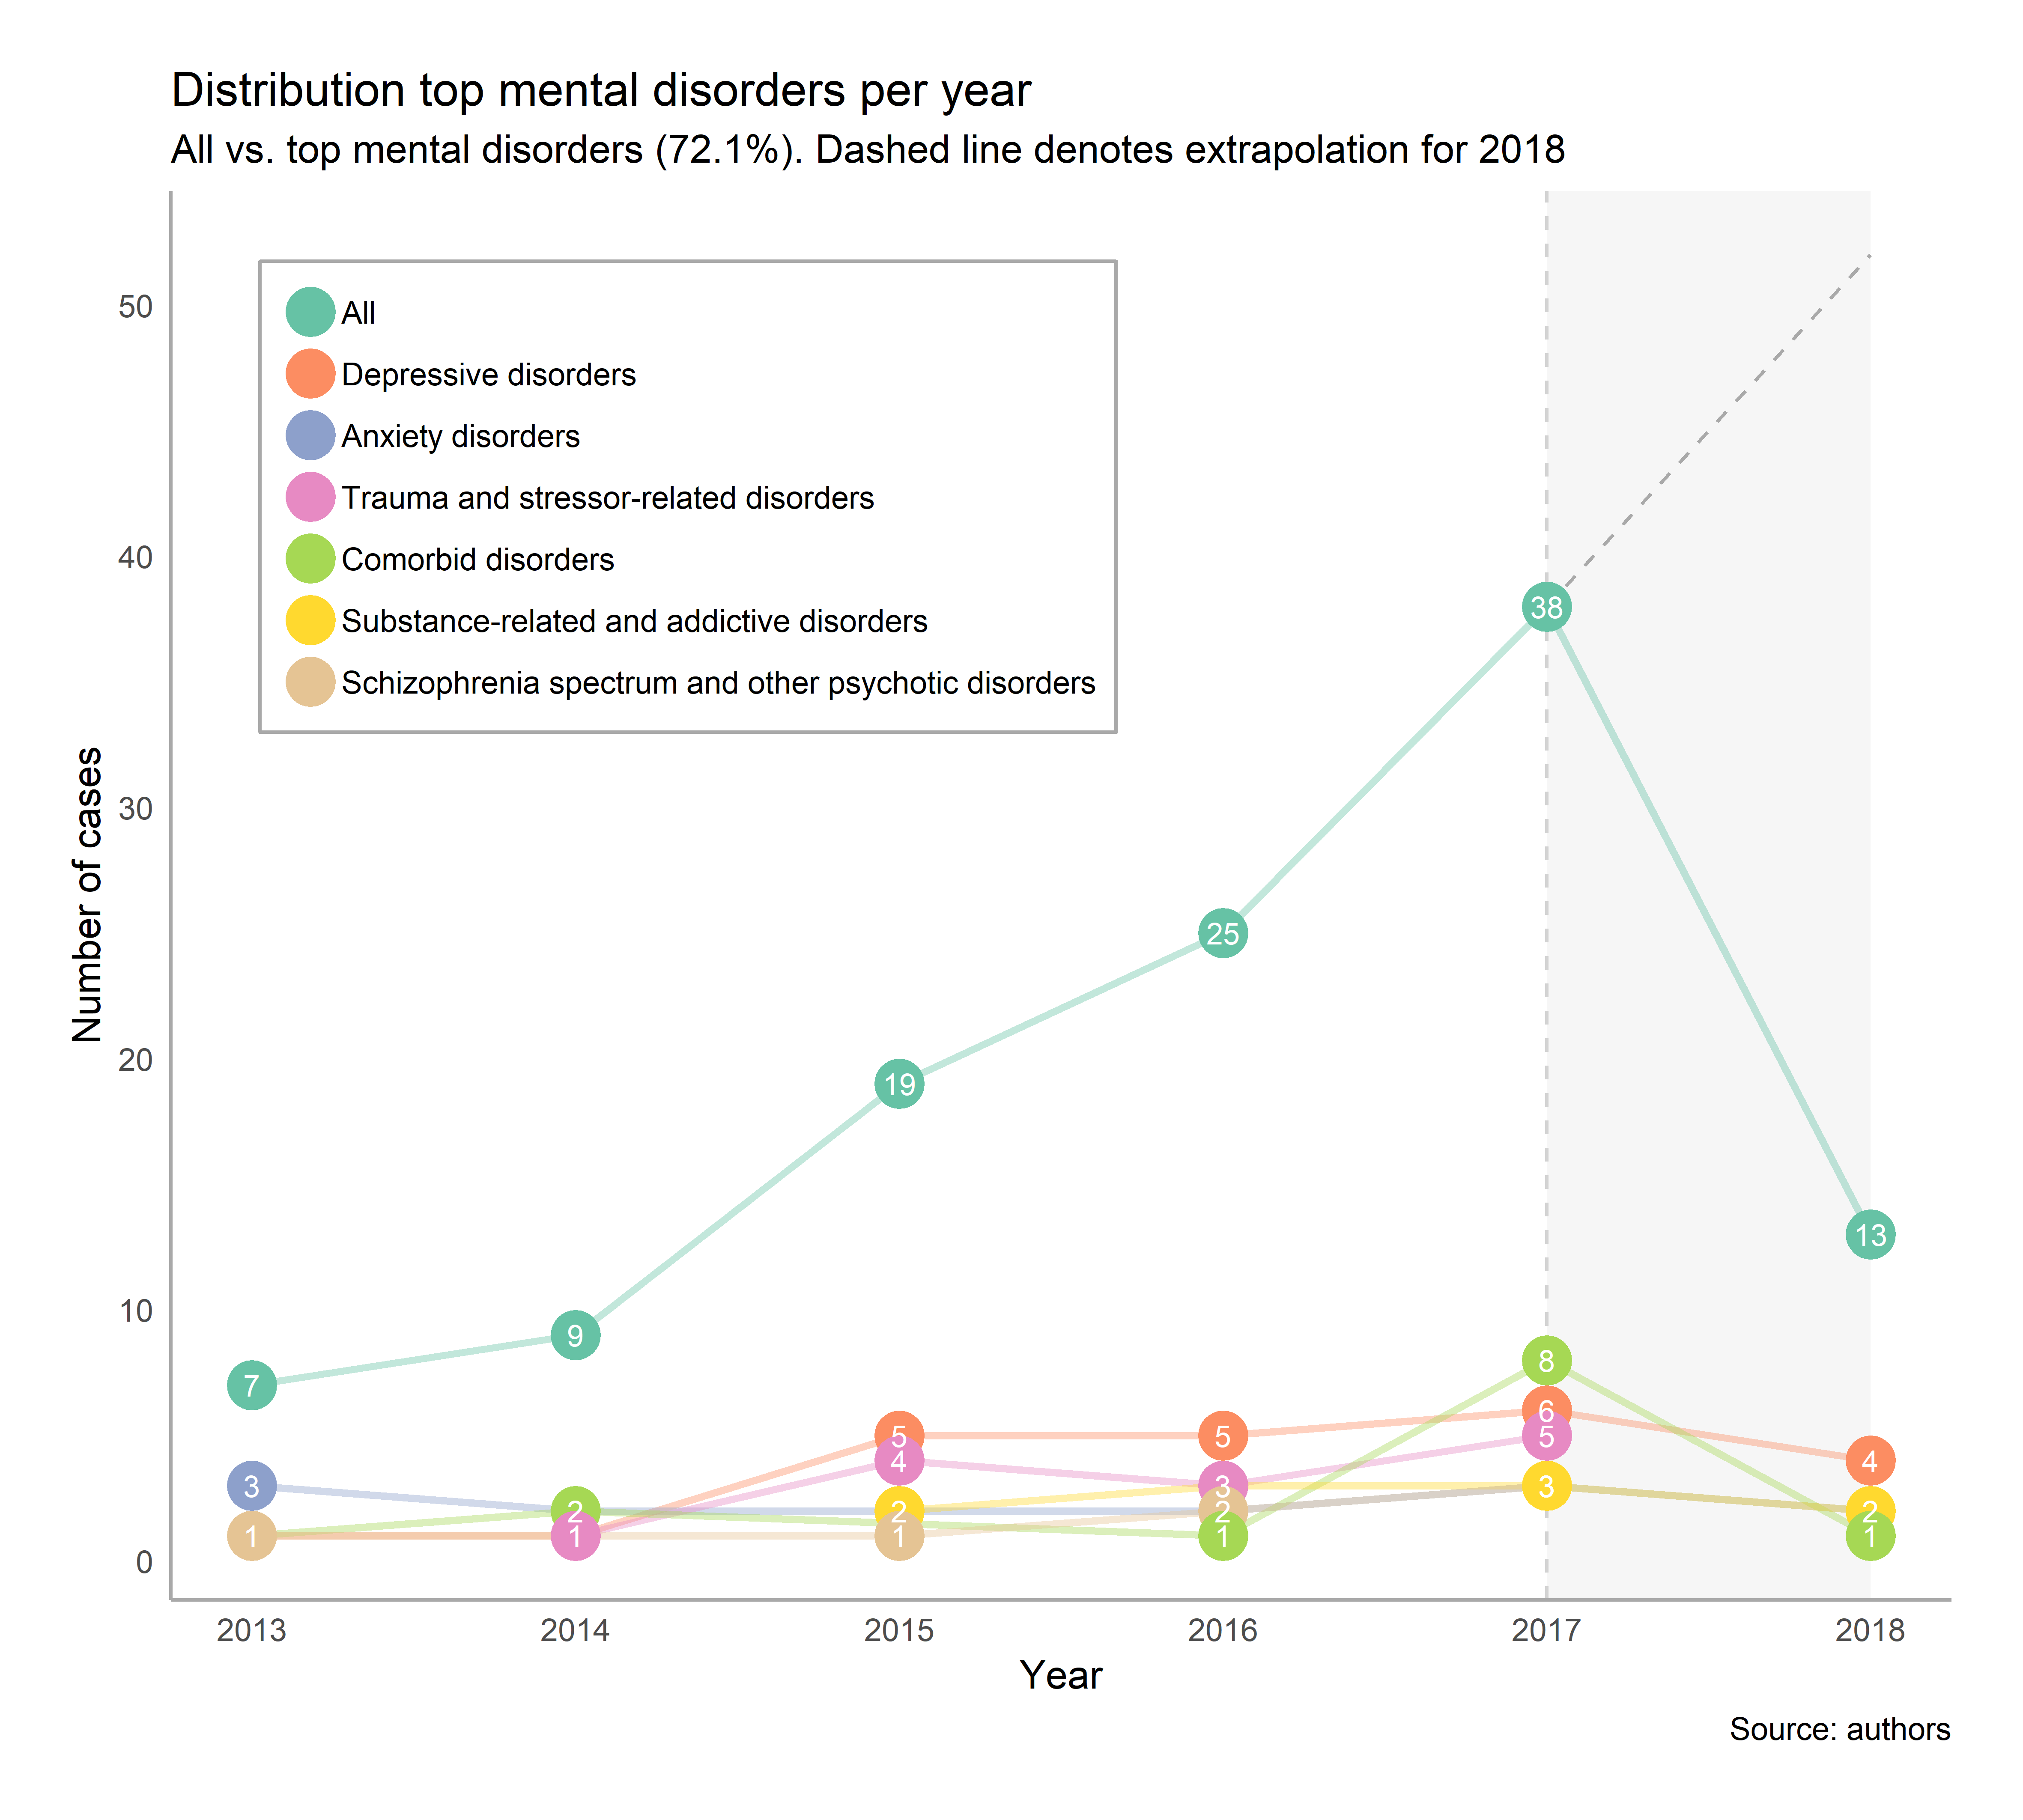 Distribution top mental disorders per year
All vs. top mental disorders (72.1%). Dashed line denotes extrapolation for 2018
All
Depressive disorders
Anxiety disorders
Trauma and stressor-related disorders
Comorbid disorders
Substance-related and addictive disorders
Schizophrenia spectrum and other psychotic disorders
Number of cases
50
40
30
20
10
0
7
3
1
9
2
1
19
5
4
2
1
25
5
3
2
1
38
8
6
5
3
13
4
2
1
2013 2014 2015 2016 2017 2018
Year
Source: authors